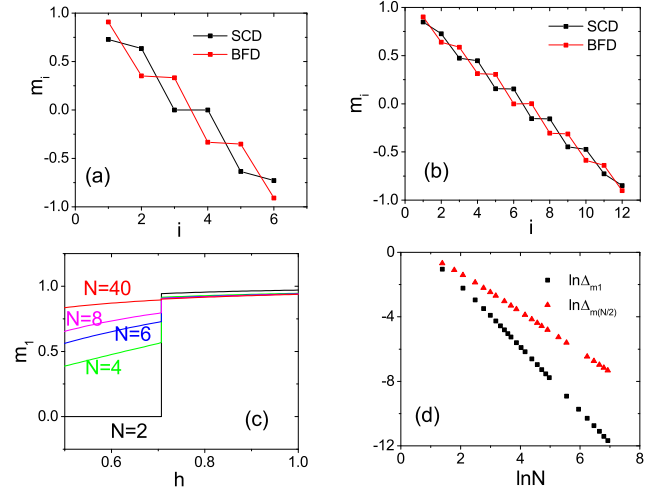 1.0
0.5
0.0
-0.5
-1.0
m_i
SCD
BFD
(a)
2 4 6
i
1.0
0.5
0.0
-0.5
-1.0
m_i
SCD
BFD
(b)
0 2 4 6 8 10 12
i
1.0
0.5
0.0
m_1
N=40
N=8
N=6
N=4
N=2
(c)
0.6 0.8 1.0
h
0
-4
-8
-12
lnΔ_m1
lnΔ_m(N/2)
(d)
0 2 4 6 8
lnN